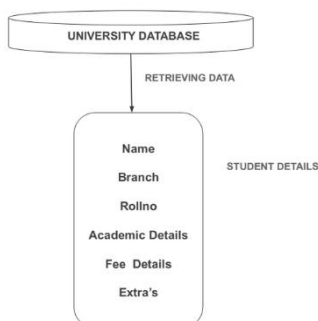 UNIVERSITY DATABASE
RETRIEVING DATA
Name
Branch
STUDENT DETAILS
Rollno
Academic Details
Fee Details
Extra's